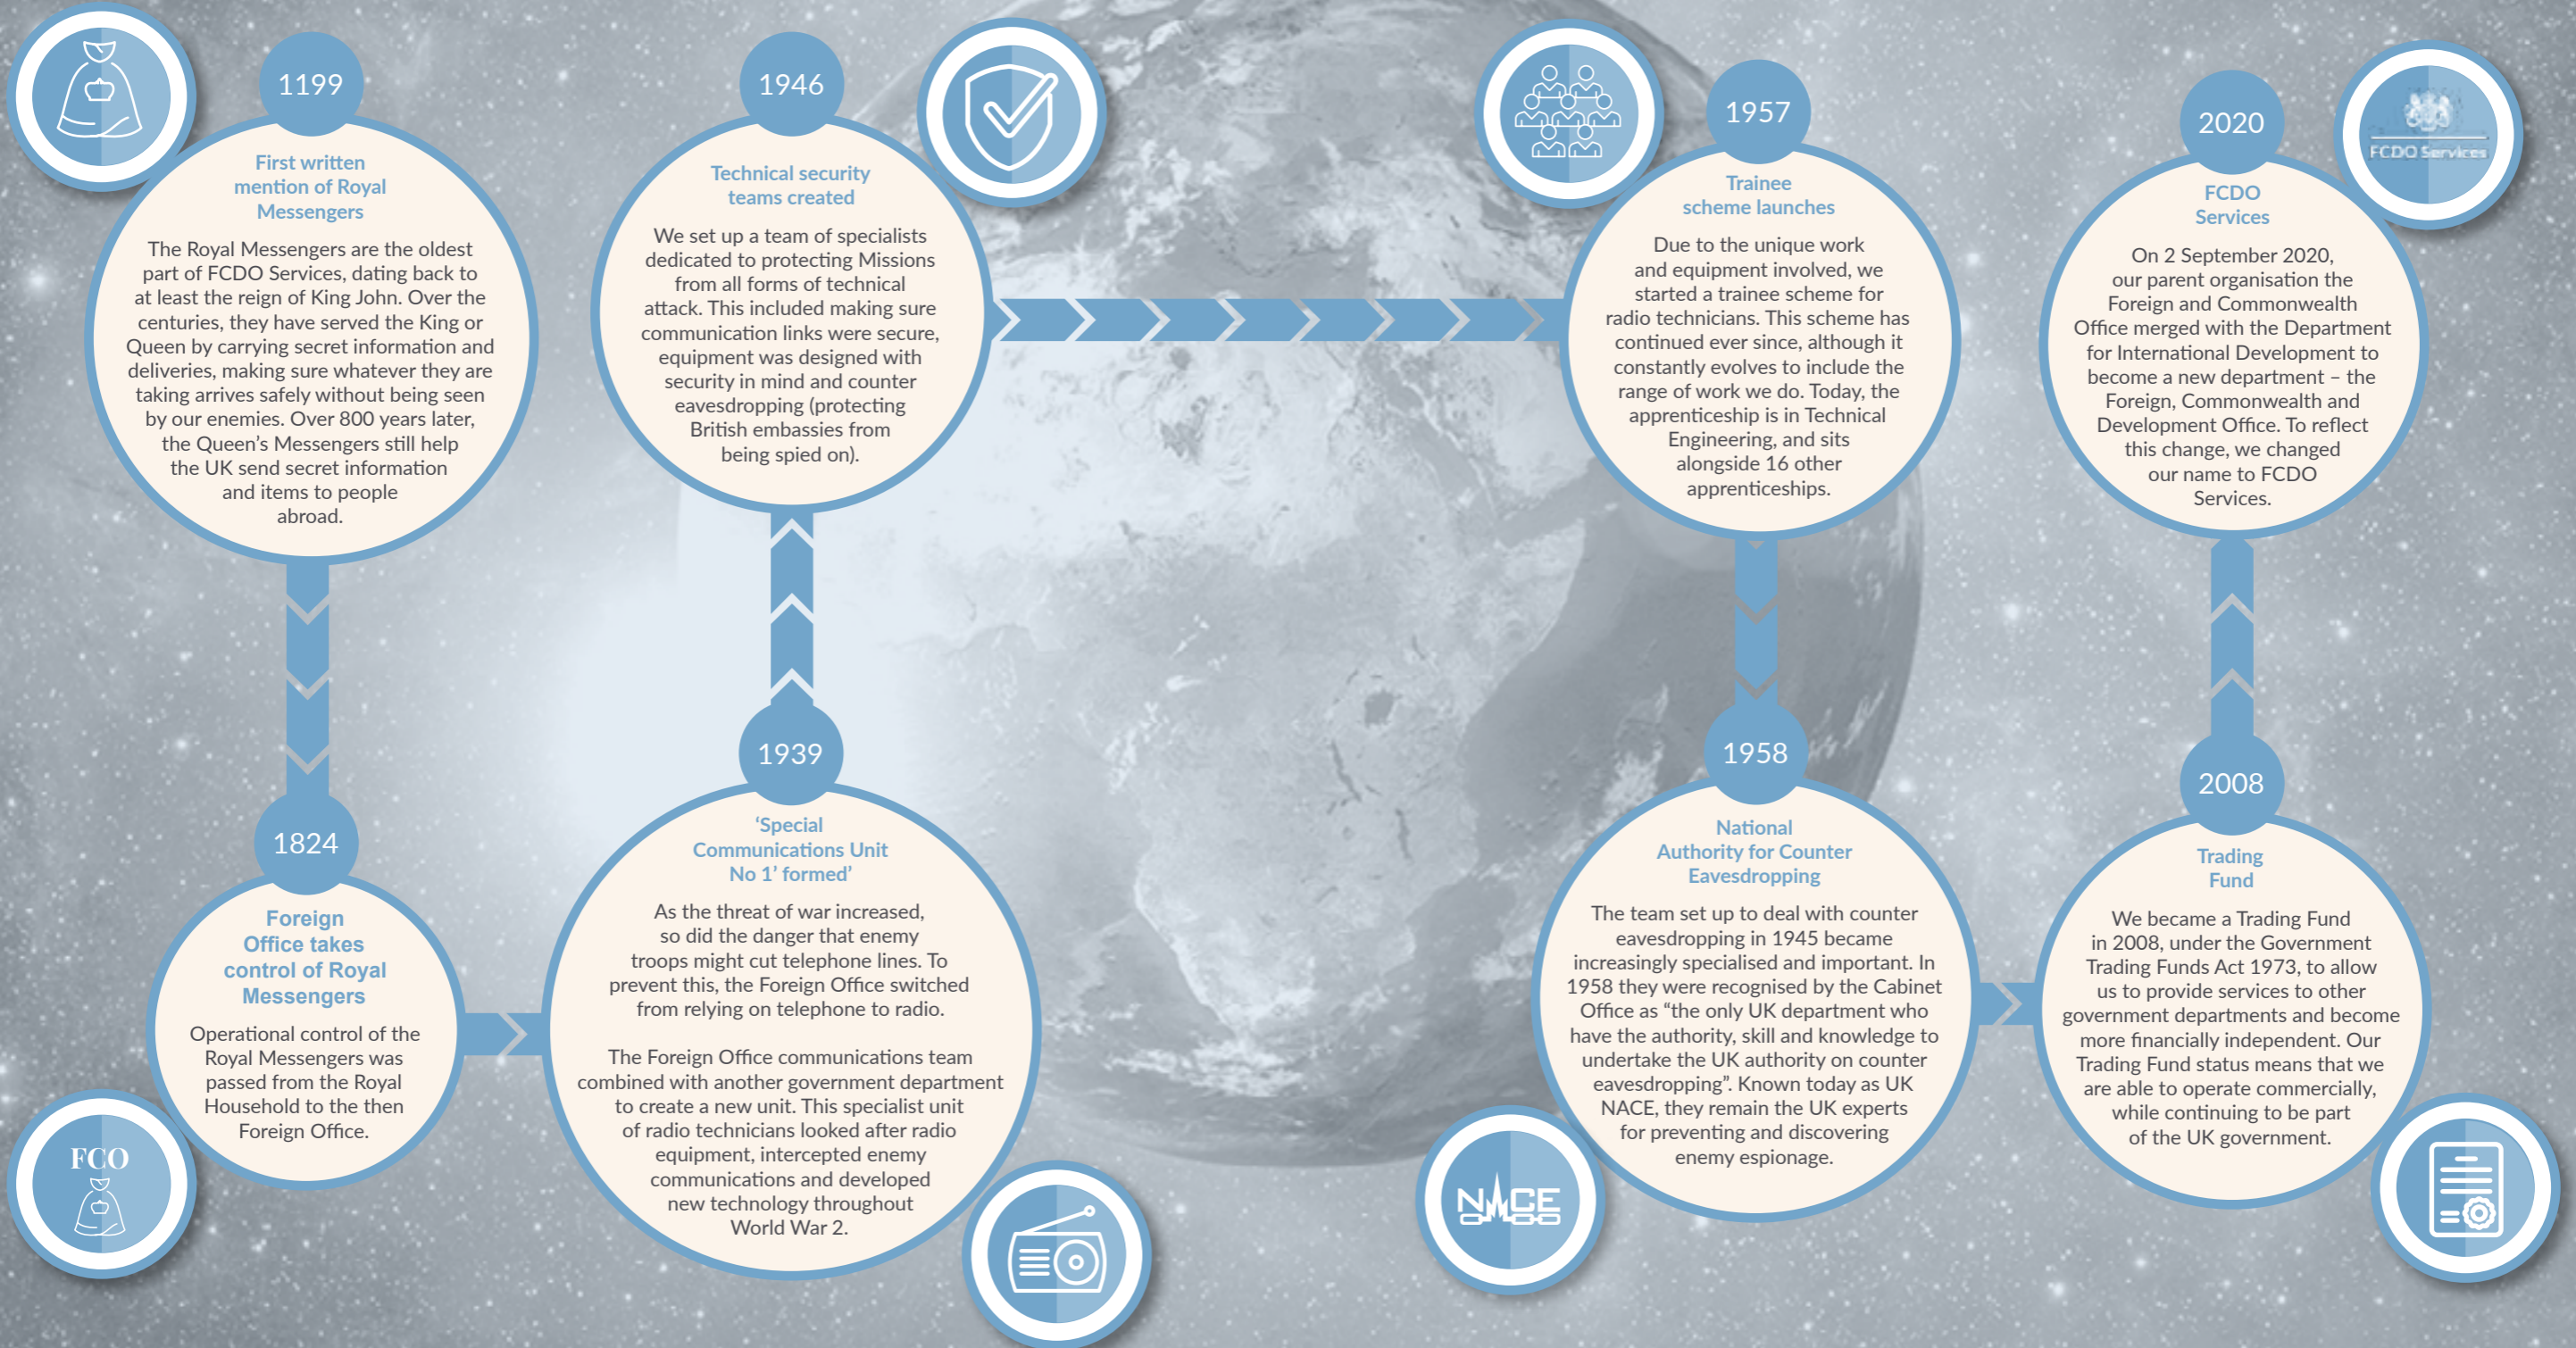 1199
First written
mention of Royal
Messengers
The Royal Messengers are the oldest
part of FCDO Services, dating back to
at least the reign of King John. Over the
centuries, they have served the King or
Queen by carrying secret information and
deliveries, making sure whatever they are
taking arrives safely without being seen
by our enemies. Over 800 years later,
the Queen’s Messengers still help
the UK send secret information
and items to people
abroad.
1824
Foreign
Office takes
control of Royal
Messengers
Operational control of the
Royal Messengers was
passed from the Royal
Household to the then
Foreign Office.
FCO
1939
‘Special
Communications Unit
No 1’ formed’
As the threat of war increased,
so did the danger that enemy
troops might cut telephone lines. To
prevent this, the Foreign Office switched
from relying on telephone to radio.
The Foreign Office communications team
combined with another government department
to create a new unit. This specialist unit
of radio technicians looked after radio
equipment, intercepted enemy
communications and developed
new technology throughout
World War 2.
1946
Technical security
teams created
We set up a team of specialists
dedicated to protecting Missions
from all forms of technical
attack. This included making sure
communication links were secure,
equipment was designed with
security in mind and counter
eavesdropping (protecting
British embassies from
being spied on).
1957
Trainee
scheme launches
Due to the unique work
and equipment involved, we
started a trainee scheme for
radio technicians. This scheme has
continued ever since, although it
constantly evolves to include the
range of work we do. Today, the
apprenticeship is in Technical
Engineering, and sits
alongside 16 other
apprenticeships.
1958
National
Authority for Counter
Eavesdropping
The team set up to deal with counter
eavesdropping in 1945 became
increasingly specialised and important. In
1958 they were recognised by the Cabinet
Office as “the only UK department who
have the authority, skill and knowledge to
undertake the UK authority on counter
eavesdropping”. Known today as UK
NACE, they remain the UK experts
for preventing and discovering
enemy espionage.
NACE
2008
Trading
Fund
We became a Trading Fund
in 2008, under the Government
Trading Funds Act 1973, to allow
us to provide services to other
government departments and become
more financially independent. Our
Trading Fund status means that we
are able to operate commercially,
while continuing to be part
of the UK government.
2020
FCDO
Services
On 2 September 2020,
our parent organisation the
Foreign and Commonwealth
Office merged with the Department
for International Development to
become a new department – the
Foreign, Commonwealth and
Development Office. To reflect
this change, we changed
our name to FCDO
Services.
FCDO Services